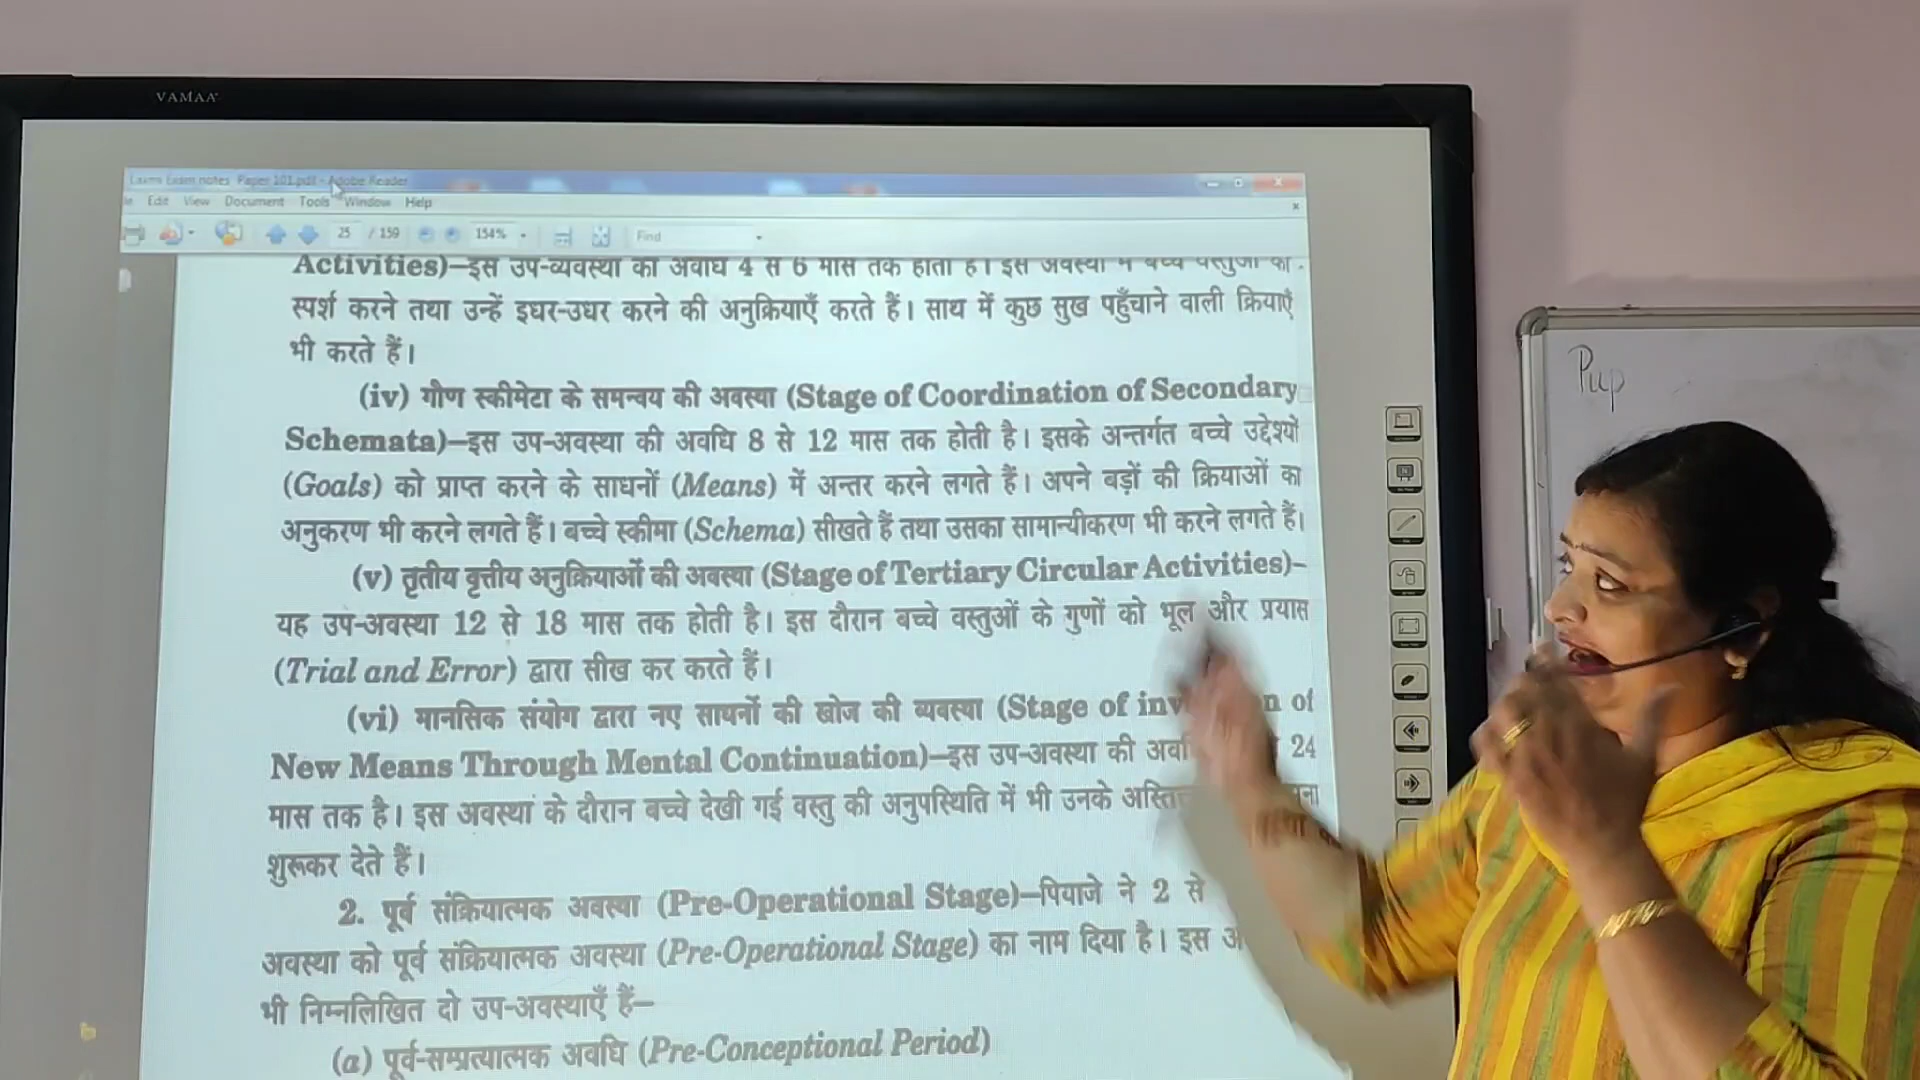 VAMAA
Laxmi Exam notes Paper 101.pdf - Adobe Reader
Edit View Document Tools Window Help
25 / 159 154% Find
Activities)–इस उप-व्यवस्था की अवधि 4 से 6 मास तक होती है। इस अवस्था में बच्चे वस्तुओं को
स्पर्श करने तथा उन्हें इधर-उधर करने की अनुक्रियाएँ करते हैं। साथ में कुछ सुख पहुँचाने वाली क्रियाएँ
भी करते हैं।
(iv) गौण स्कीमेटा के समन्वय की अवस्था (Stage of Coordination of Secondary
Schemata)–इस उप-अवस्था की अवधि 8 से 12 मास तक होती है। इसके अन्तर्गत बच्चे उद्देश्यों
(Goals) को प्राप्त करने के साधनों (Means) में अन्तर करने लगते हैं। अपने बड़ों की क्रियाओं का
अनुकरण भी करने लगते हैं। बच्चे स्कीमा (Schema) सीखते हैं तथा उसका सामान्यीकरण भी करने लगते हैं।
(v) तृतीय वृत्तीय अनुक्रियाओं की अवस्था (Stage of Tertiary Circular Activities)–
यह उप-अवस्था 12 से 18 मास तक होती है। इस दौरान बच्चे वस्तुओं के गुणों को भूल और प्रयास
(Trial and Error) द्वारा सीख कर करते हैं।
(vi) मानसिक संयोग द्वारा नए साधनों की खोज की व्यवस्था (Stage of of
New Means Through Mental Continuation)–इस उप-अवस्था की 24
मास तक है। इस अवस्था के दौरान बच्चे देखी गई वस्तु की अनुपस्थिति में भी उनके
शुरूकर देते हैं।
2. पूर्व संक्रियात्मक अवस्था (Pre-Operational Stage)–पियाजे ने 2 से
अवस्था को पूर्व संक्रियात्मक अवस्था (Pre-Operational Stage) का नाम दिया है। इस
भी निम्नलिखित दो उप-अवस्थाएँ हैं–
(a) पूर्व-सम्प्रत्यात्मक अवधि (Pre-Conceptional Period)
Pup